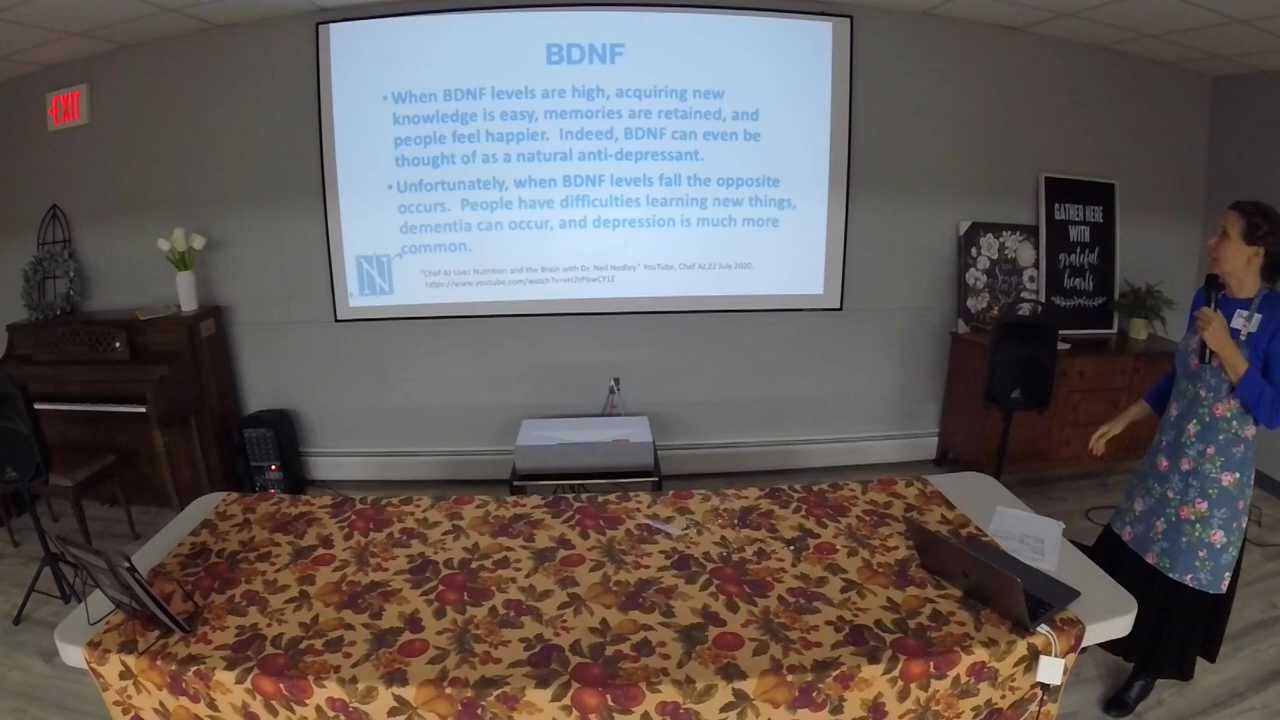 BDNF
• When BDNF levels are high, acquiring new
knowledge is easy, memories are retained, and
people feel happier. Indeed, BDNF can even be
thought of as a natural anti-depressant.
• Unfortunately, when BDNF levels fall the opposite
occurs. People have difficulties learning new things,
dementia can occur, and depression is much more
common.
N
"Chef AJ Live! Nutrition and the Brain with Dr. Neil Nedley" YouTube, Chef AJ,22 July 2020,
EXIT
GATHER HERE
WITH
grateful
hearts